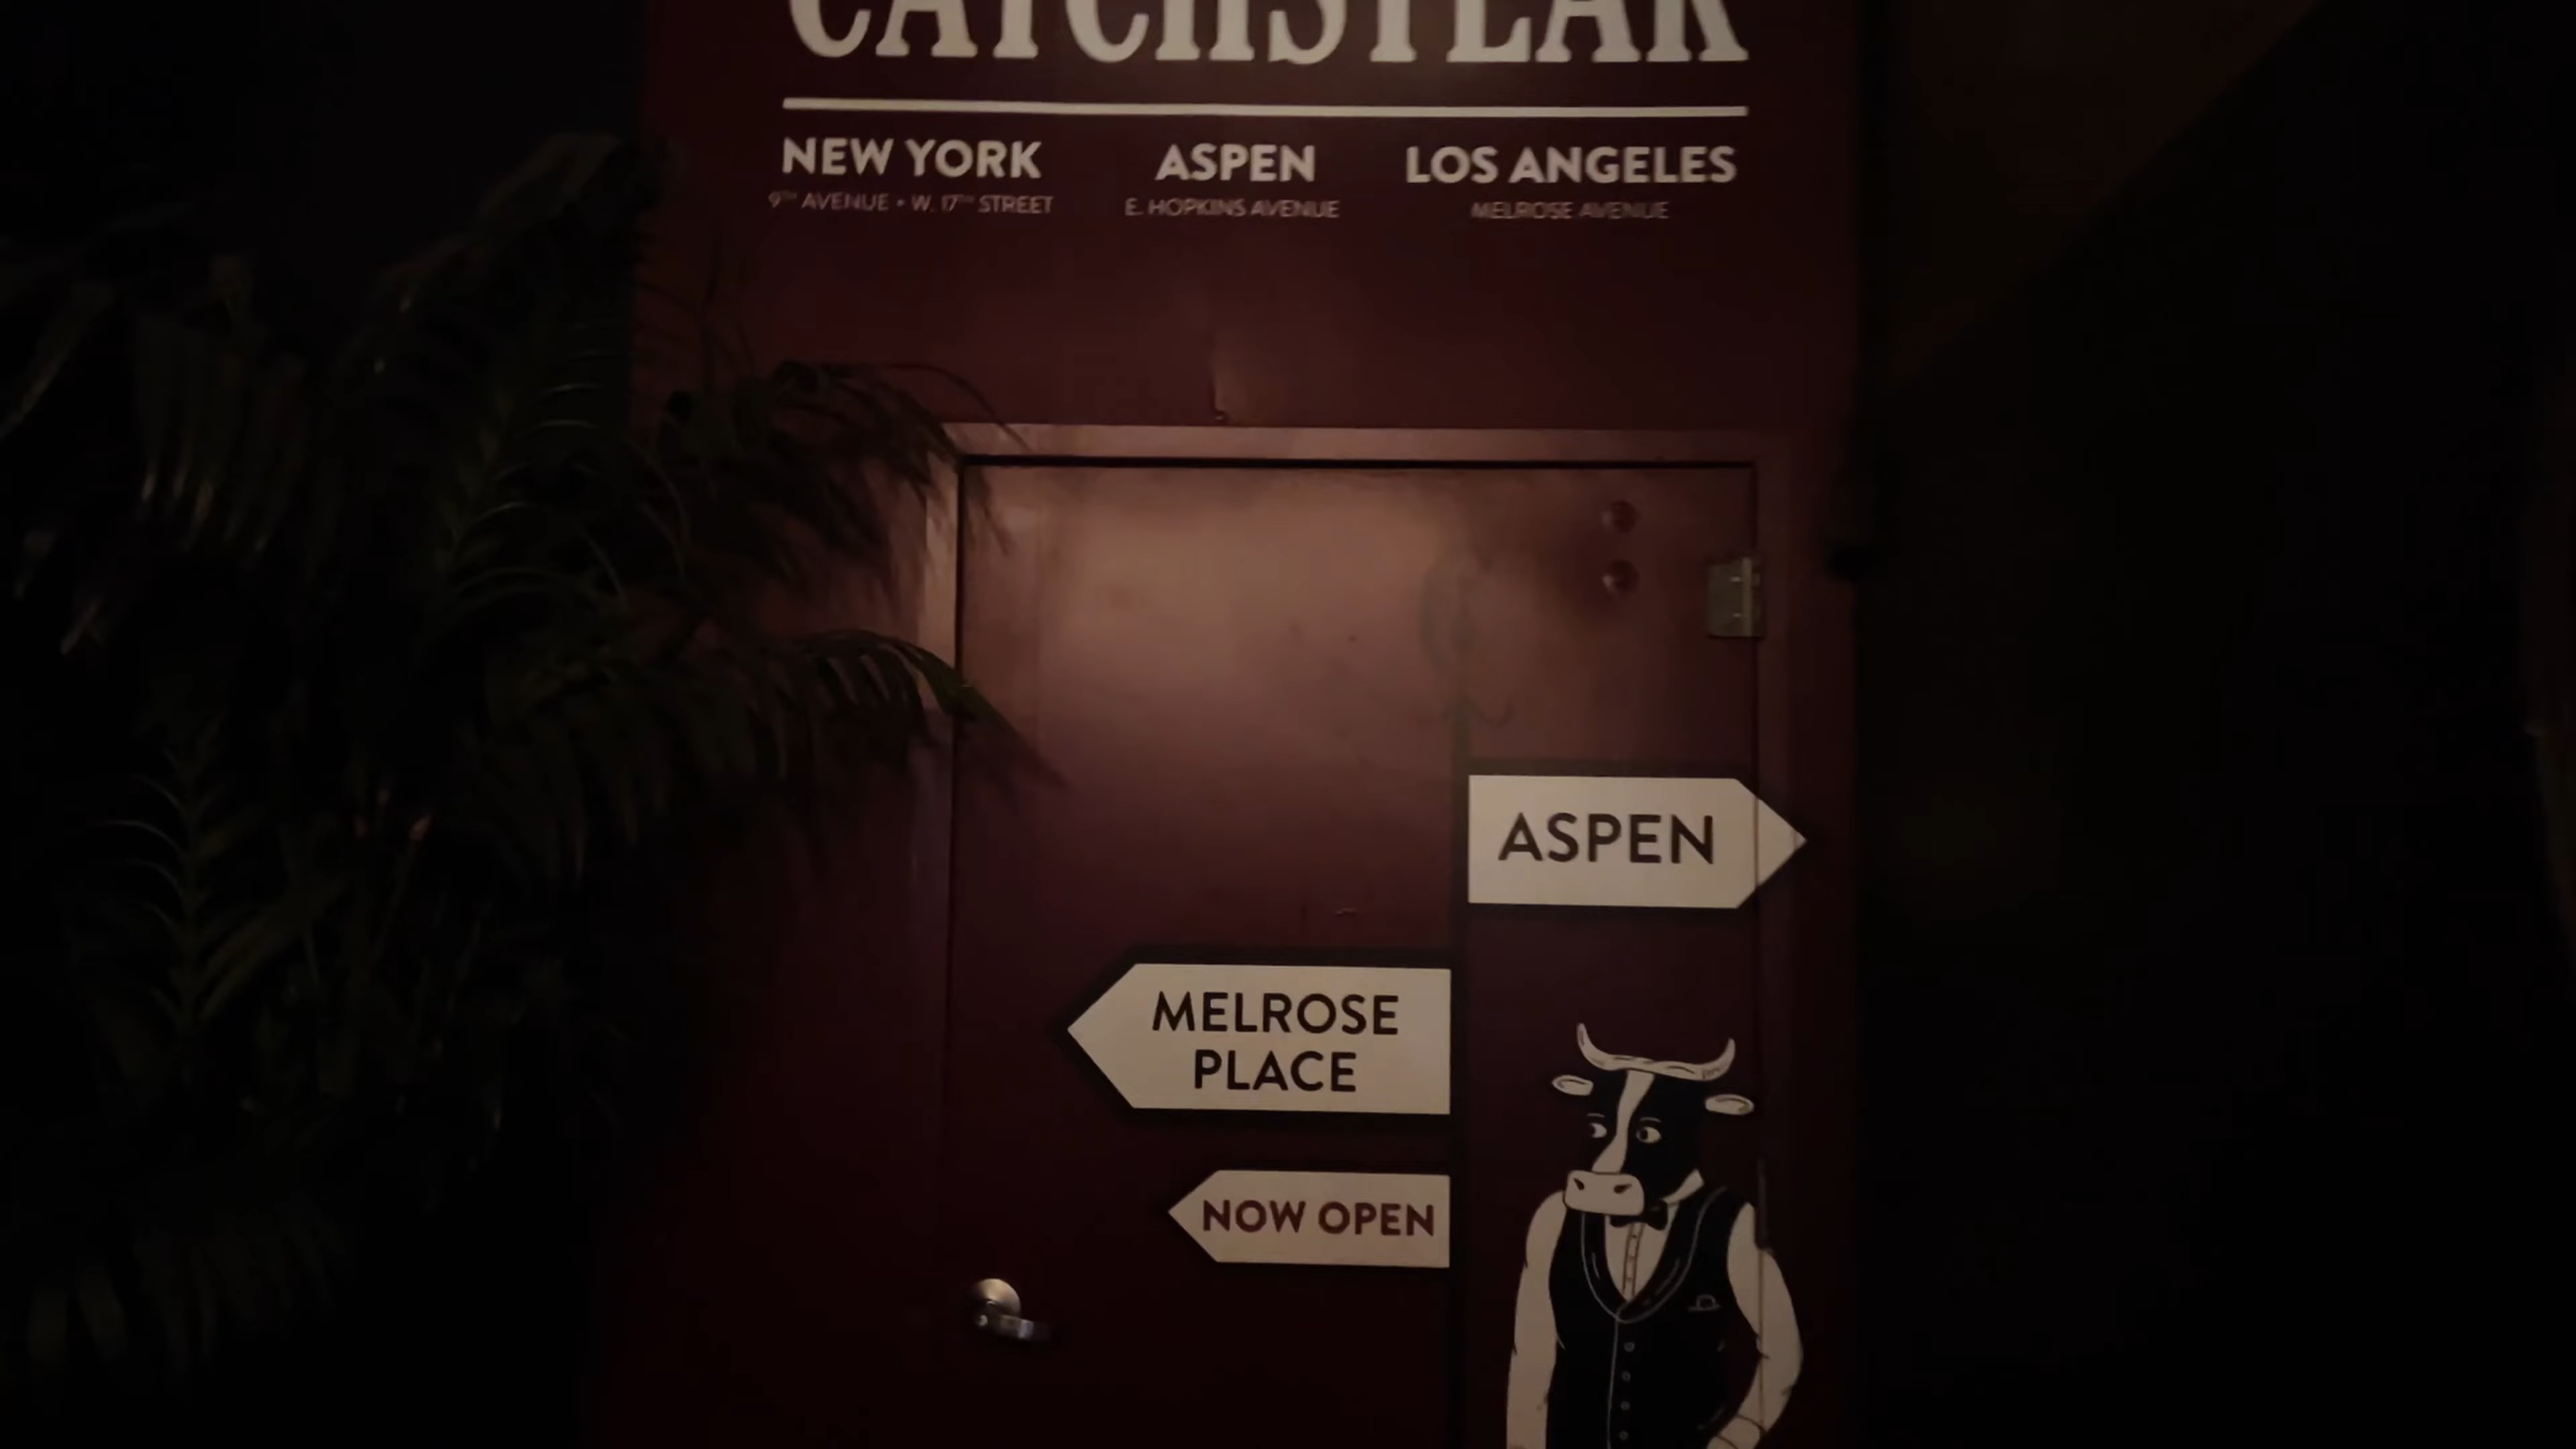 CATCHSTEAK
NEW YORK
9TH AVENUE • W. 17TH STREET
ASPEN
E. HOPKINS AVENUE
LOS ANGELES
MELROSE AVENUE
ASPEN
MELROSE
PLACE
NOW OPEN